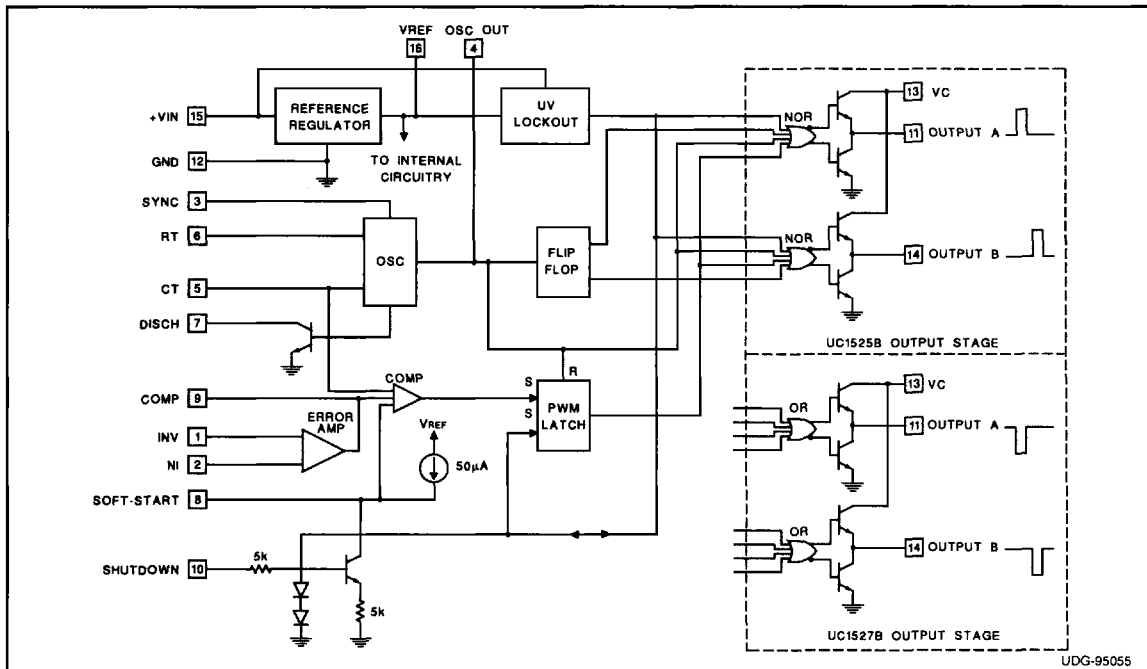 VREF OSC OUT
16 4
+VIN 15
REFERENCE
REGULATOR
UV
LOCKOUT
GND 12
TO INTERNAL
CIRCUITRY
SYNC 3
RT 6
OSC
CT 5
DISCH 7
FLIP
FLOP
COMP 9
COMP
ERROR
AMP
INV 1
NI 2
VREF
50µA
S
S
R
PWM
LATCH
SOFT-START 8
SHUTDOWN 10
5k
5k
NOR
13 VC
11 OUTPUT A
NOR
14 OUTPUT B
UC1525B OUTPUT STAGE
OR
13 VC
11 OUTPUT A
OR
14 OUTPUT B
UC1527B OUTPUT STAGE
UDG-95055